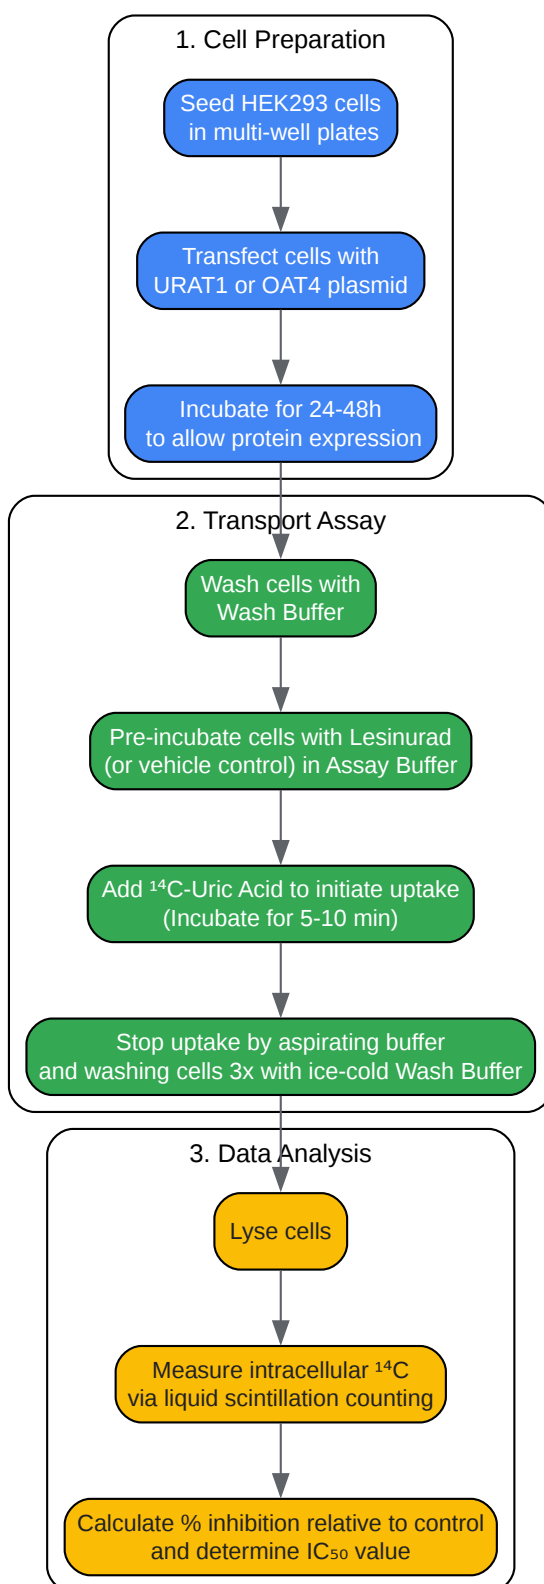 1. Cell Preparation
Seed HEK293 cells
in multi-well plates
Transfect cells with
URAT1 or OAT4 plasmid
Incubate for 24-48h
to allow protein expression
2. Transport Assay
Wash cells with
Wash Buffer
Pre-incubate cells with Lesinurad
(or vehicle control) in Assay Buffer
Add ¹⁴C-Uric Acid to initiate uptake
(Incubate for 5-10 min)
Stop uptake by aspirating buffer
and washing cells 3x with ice-cold Wash Buffer
3. Data Analysis
Lyse cells
Measure intracellular ¹⁴C
via liquid scintillation counting
Calculate % inhibition relative to control
and determine IC₅₀ value